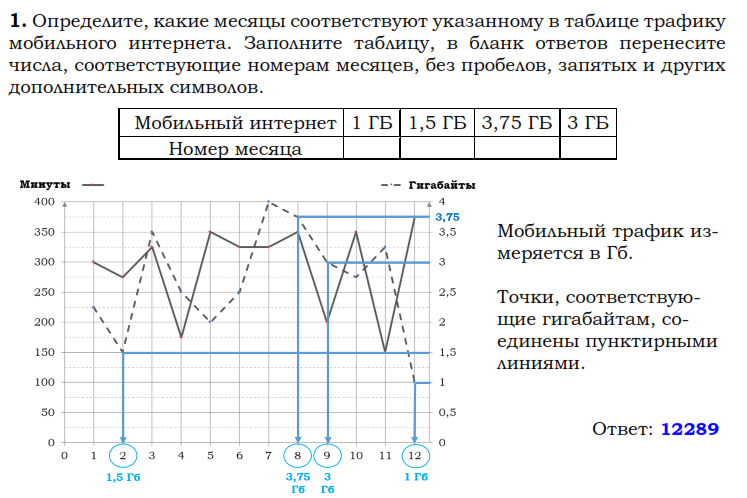 1. Определите, какие месяцы соответствуют указанному в таблице трафику
мобильного интернета. Заполните таблицу, в бланк ответов перенесите
числа, соответствующие номерам месяцев, без пробелов, запятых и других
дополнительных символов.
Мобильный интернет 1 ГБ 1,5 ГБ 3,75 ГБ 3 ГБ
Номер месяца
Минуты Гигабайты
400 4
3,75
350 3,5
300 3
250 2,5
200 2
150 1,5
100 1
50 0,5
0 0
0 1 2 3 4 5 6 7 8 9 10 11 12
1,5 Гб 3,75 Гб 3 Гб 1 Гб
Мобильный трафик из-
меряется в Гб.
Точки, соответствую-
щие гигабайтам, со-
единены пунктирными
линиями.
Ответ: 12289